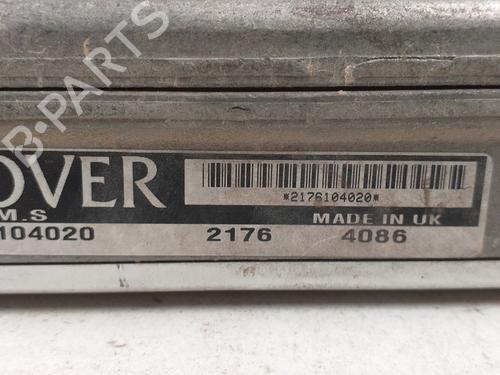 B-PARTS
OVER
M.S
*2176104020*
MADE IN UK
104020 2176 4086